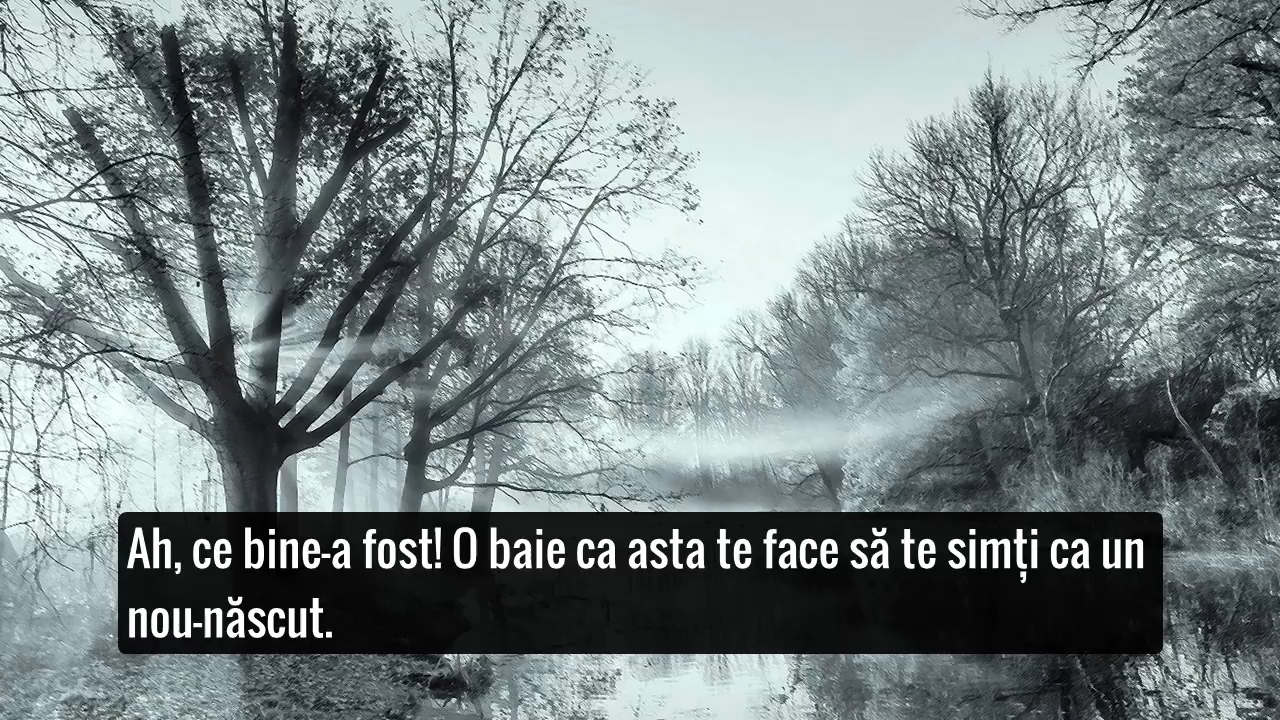 Ah, ce bine-a fost! O baie ca asta te face să te simți ca un
nou-născut.